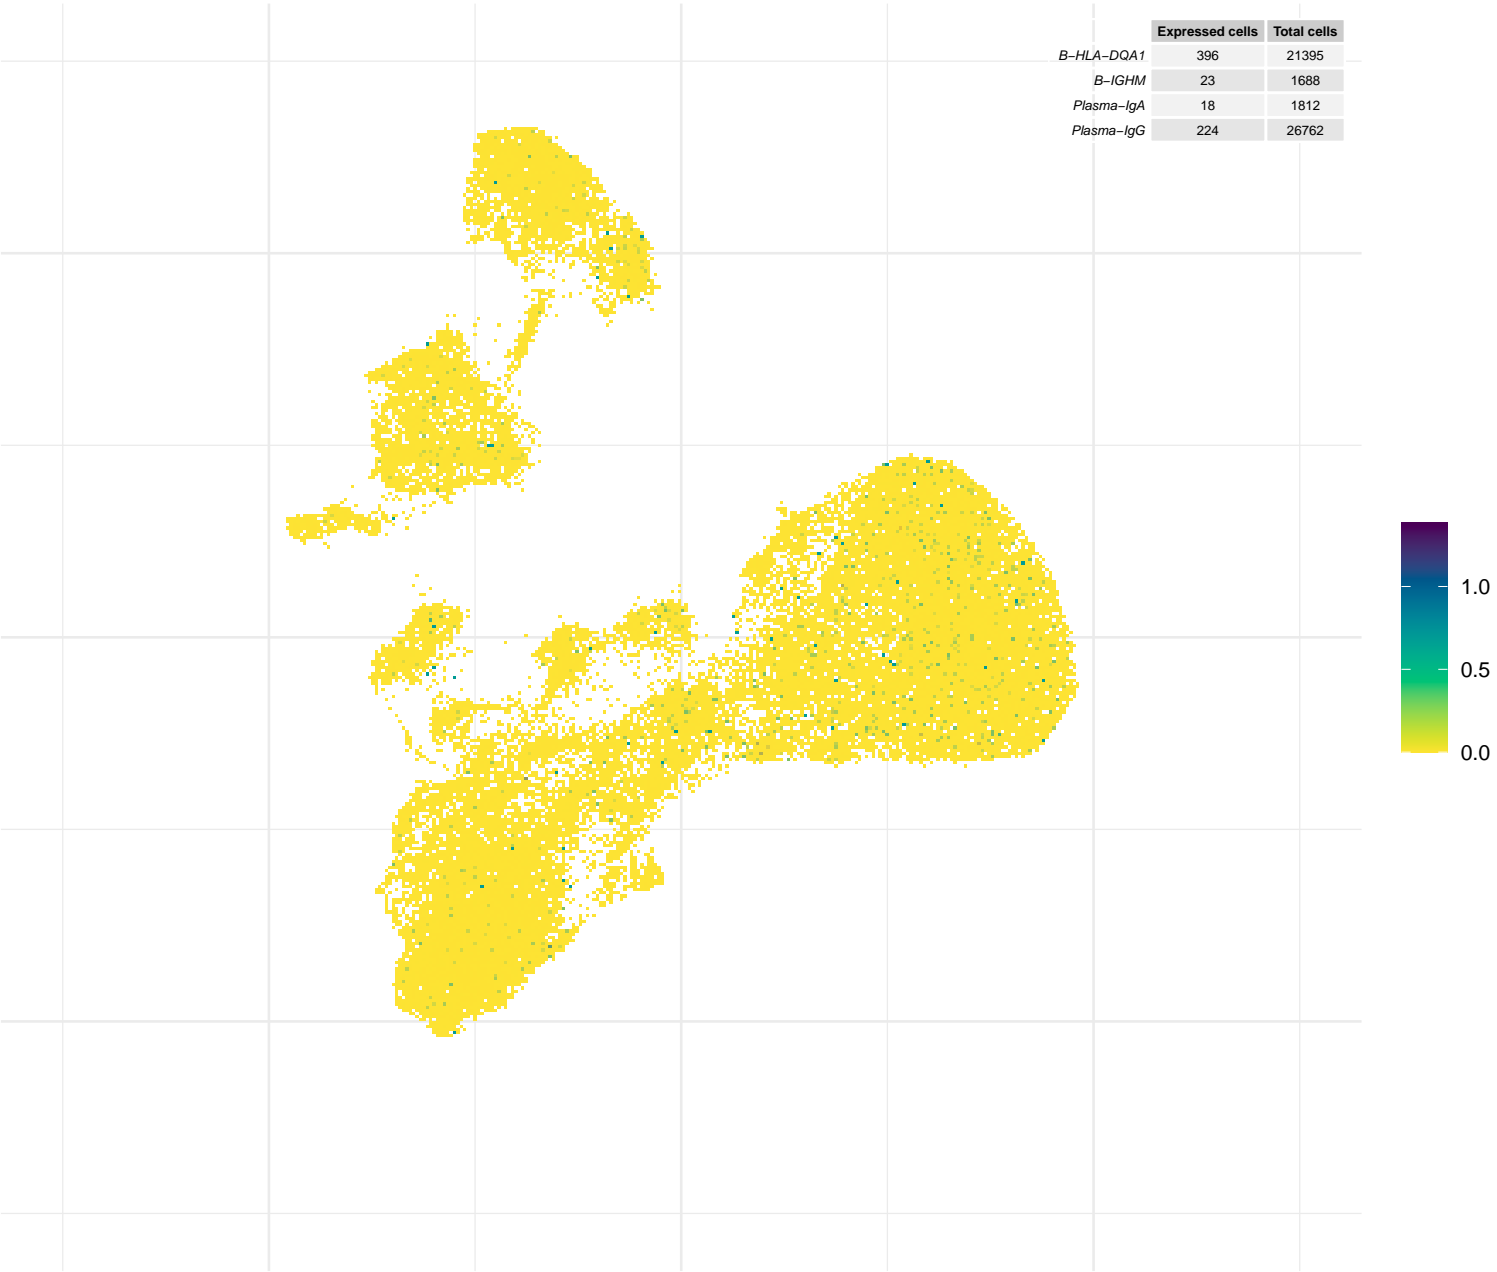 Expressed cells Total cells
B−HLA−DQA1 396 21395
B−IGHM 23 1688
Plasma−IgA 18 1812
Plasma−IgG 224 26762
1.0
0.5
0.0